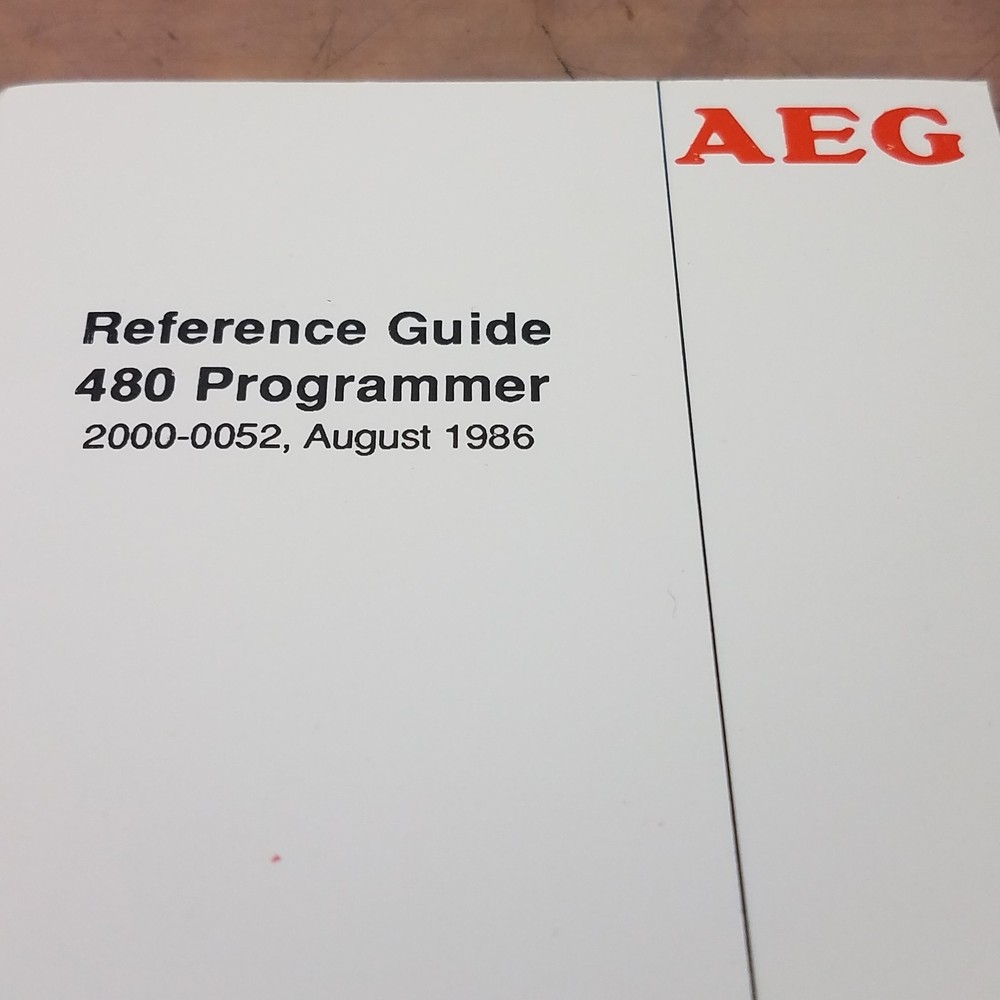 AEG
Reference Guide
480 Programmer
2000-0052, August 1986